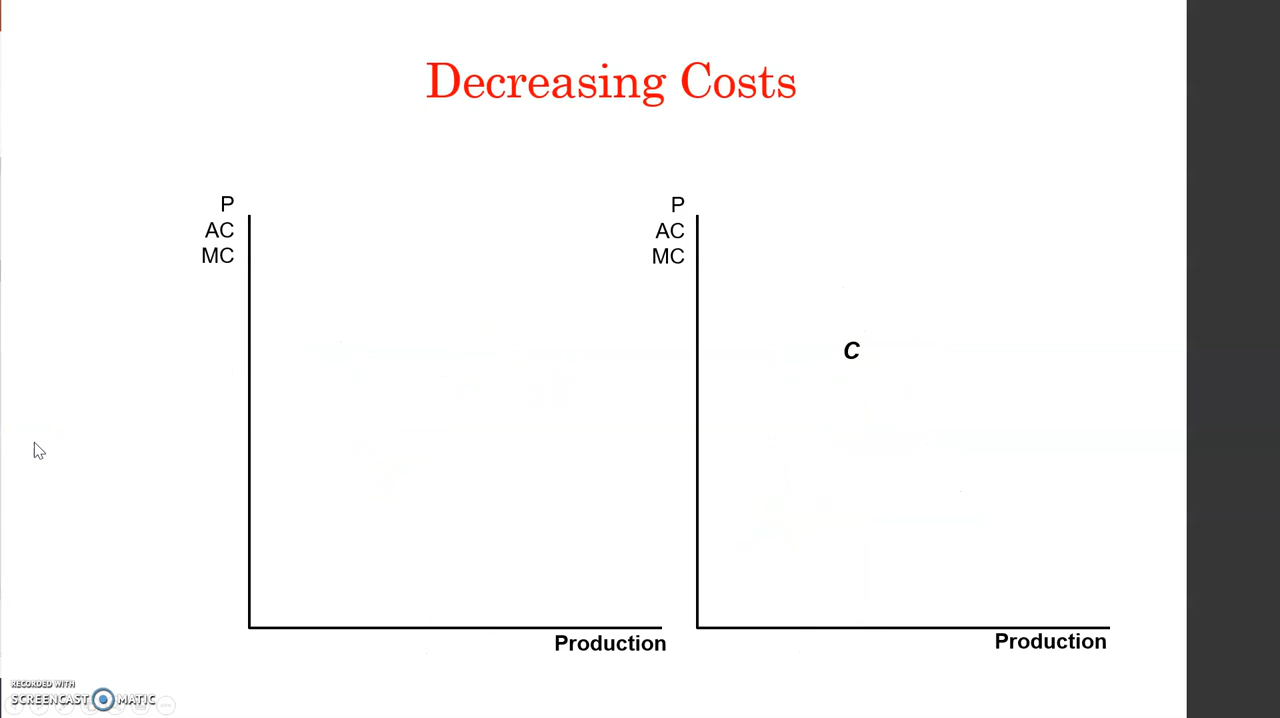 Decreasing Costs
P
AC
MC
Production
P
AC
MC
C
Production
RECORDED WITH
SCREENCAST MATIC